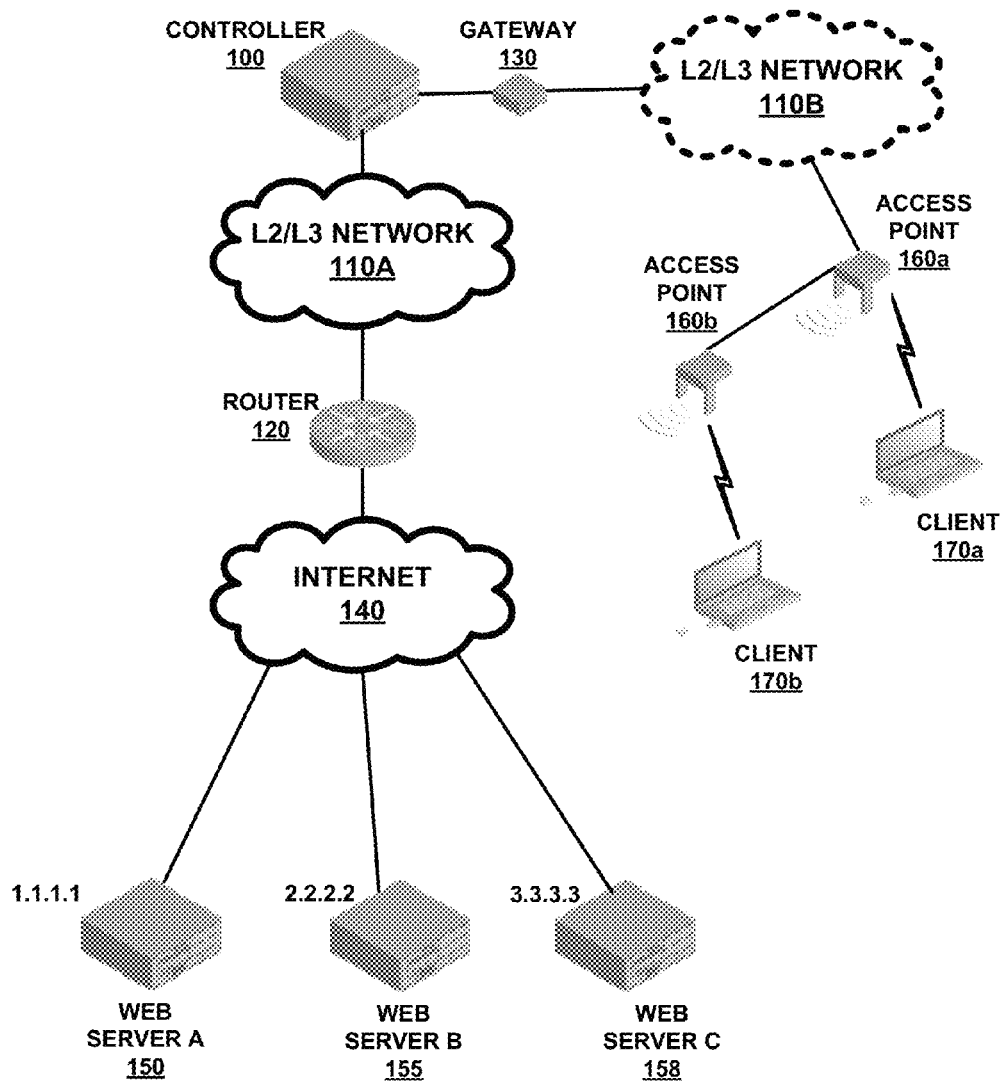 CONTROLLER
100
GATEWAY
130
L2/L3 NETWORK
110B
L2/L3 NETWORK
110A
ACCESS
POINT
160a
ACCESS
POINT
160b
ROUTER
120
CLIENT
170a
INTERNET
140
CLIENT
170b
1.1.1.1
2.2.2.2
3.3.3.3
WEB
SERVER A
150
WEB
SERVER B
155
WEB
SERVER C
158